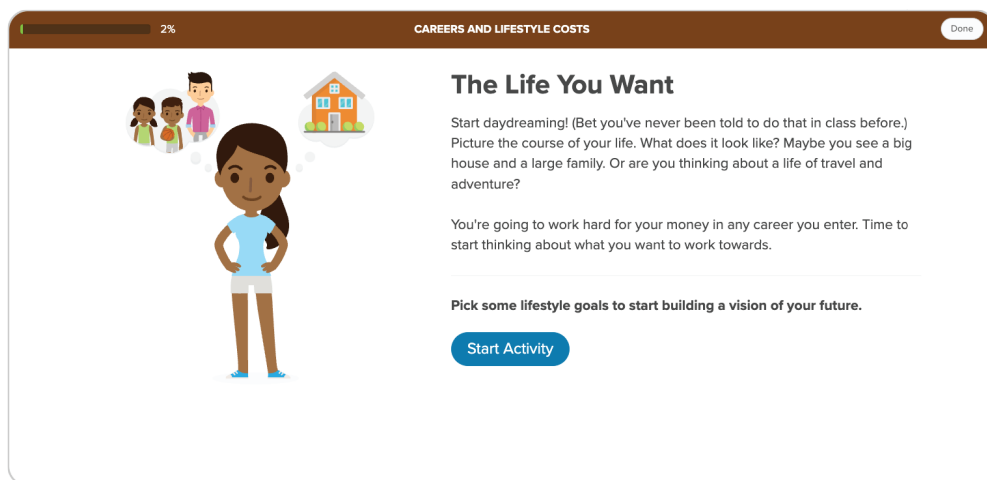 2%
CAREERS AND LIFESTYLE COSTS
Done
The Life You Want
Start daydreaming! (Bet you've never been told to do that in class before.)
Picture the course of your life. What does it look like? Maybe you see a big
house and a large family. Or are you thinking about a life of travel and
adventure?
You're going to work hard for your money in any career you enter. Time to
start thinking about what you want to work towards.
Pick some lifestyle goals to start building a vision of your future.
Start Activity